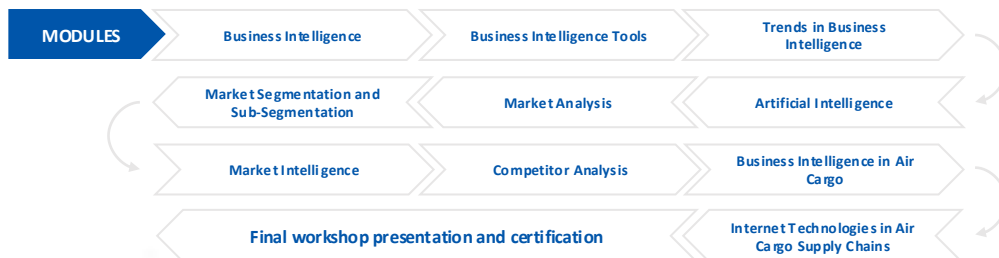 MODULES
Business Intelligence
Business Intelligence Tools
Trends in Business
Intelligence
Market Segmentation and
Sub-Segmentation
Market Analysis
Artificial Intelligence
Market Intelligence
Competitor Analysis
Business Intelligence in Air
Cargo
Final workshop presentation and certification
Internet Technologies in Air
Cargo Supply Chains